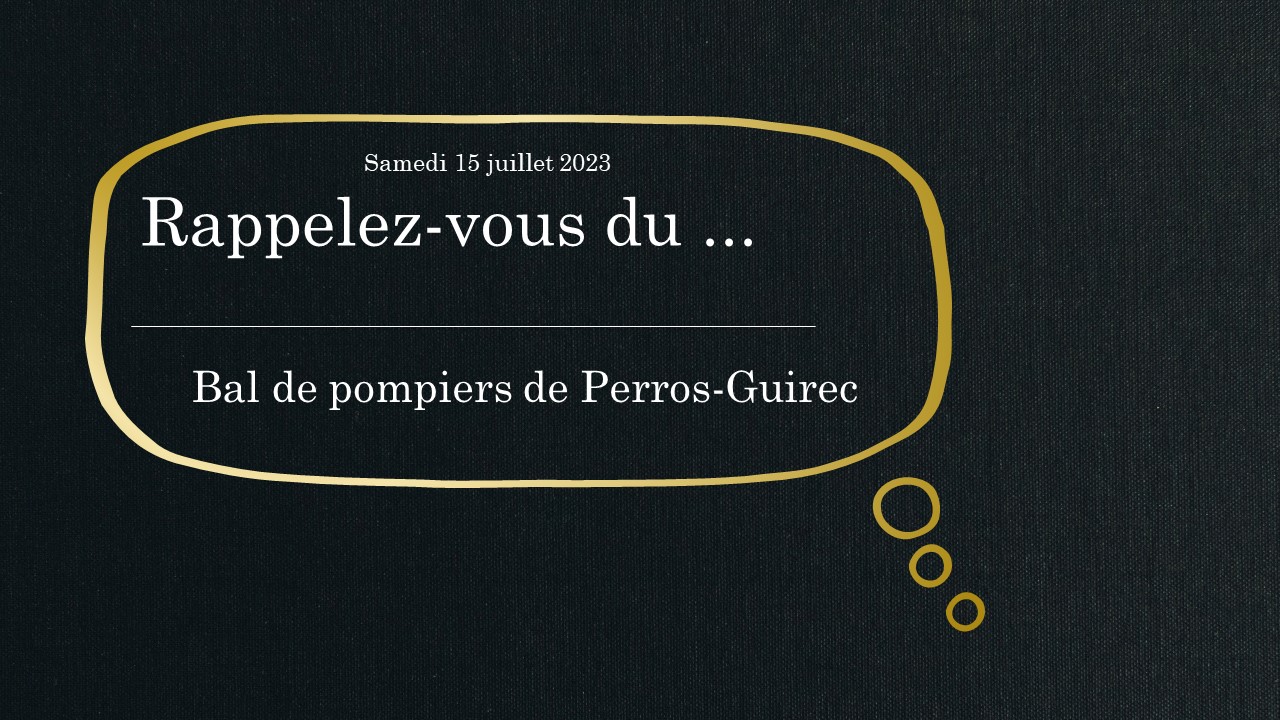 Samedi 15 juillet 2023
Rappelez-vous du ...
Bal de pompiers de Perros-Guirec